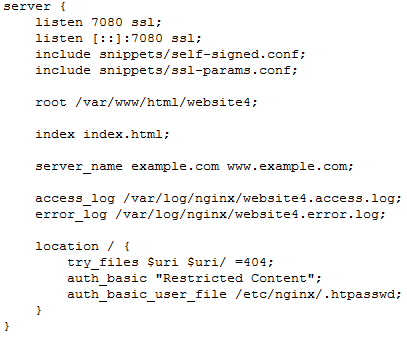 server {
    listen 7080 ssl;
    listen [::]:7080 ssl;
    include snippets/self-signed.conf;
    include snippets/ssl-params.conf;

    root /var/www/html/website4;

    index index.html;

    server_name example.com www.example.com;

    access_log /var/log/nginx/website4.access.log;
    error_log /var/log/nginx/website4.error.log;

    location / {
        try_files $uri $uri/ =404;
        auth_basic "Restricted Content";
        auth_basic_user_file /etc/nginx/.htpasswd;
    }
}